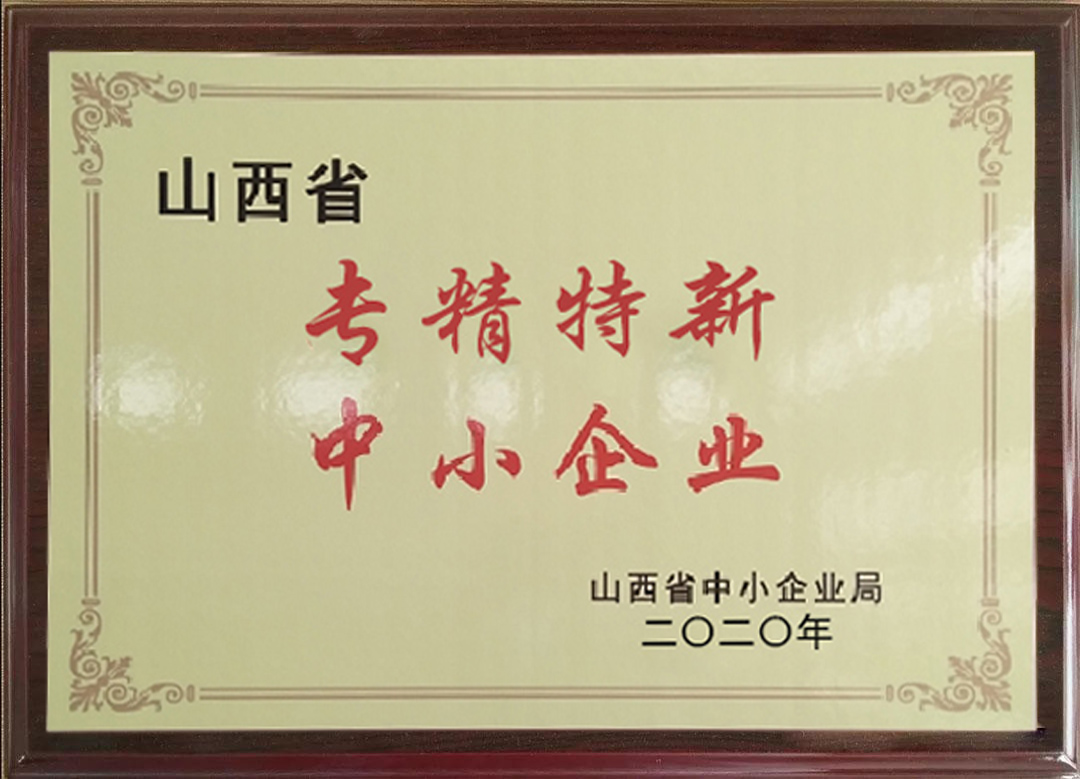 山西省
专精特新
中小企业
山西省中小企业局
二〇二〇年